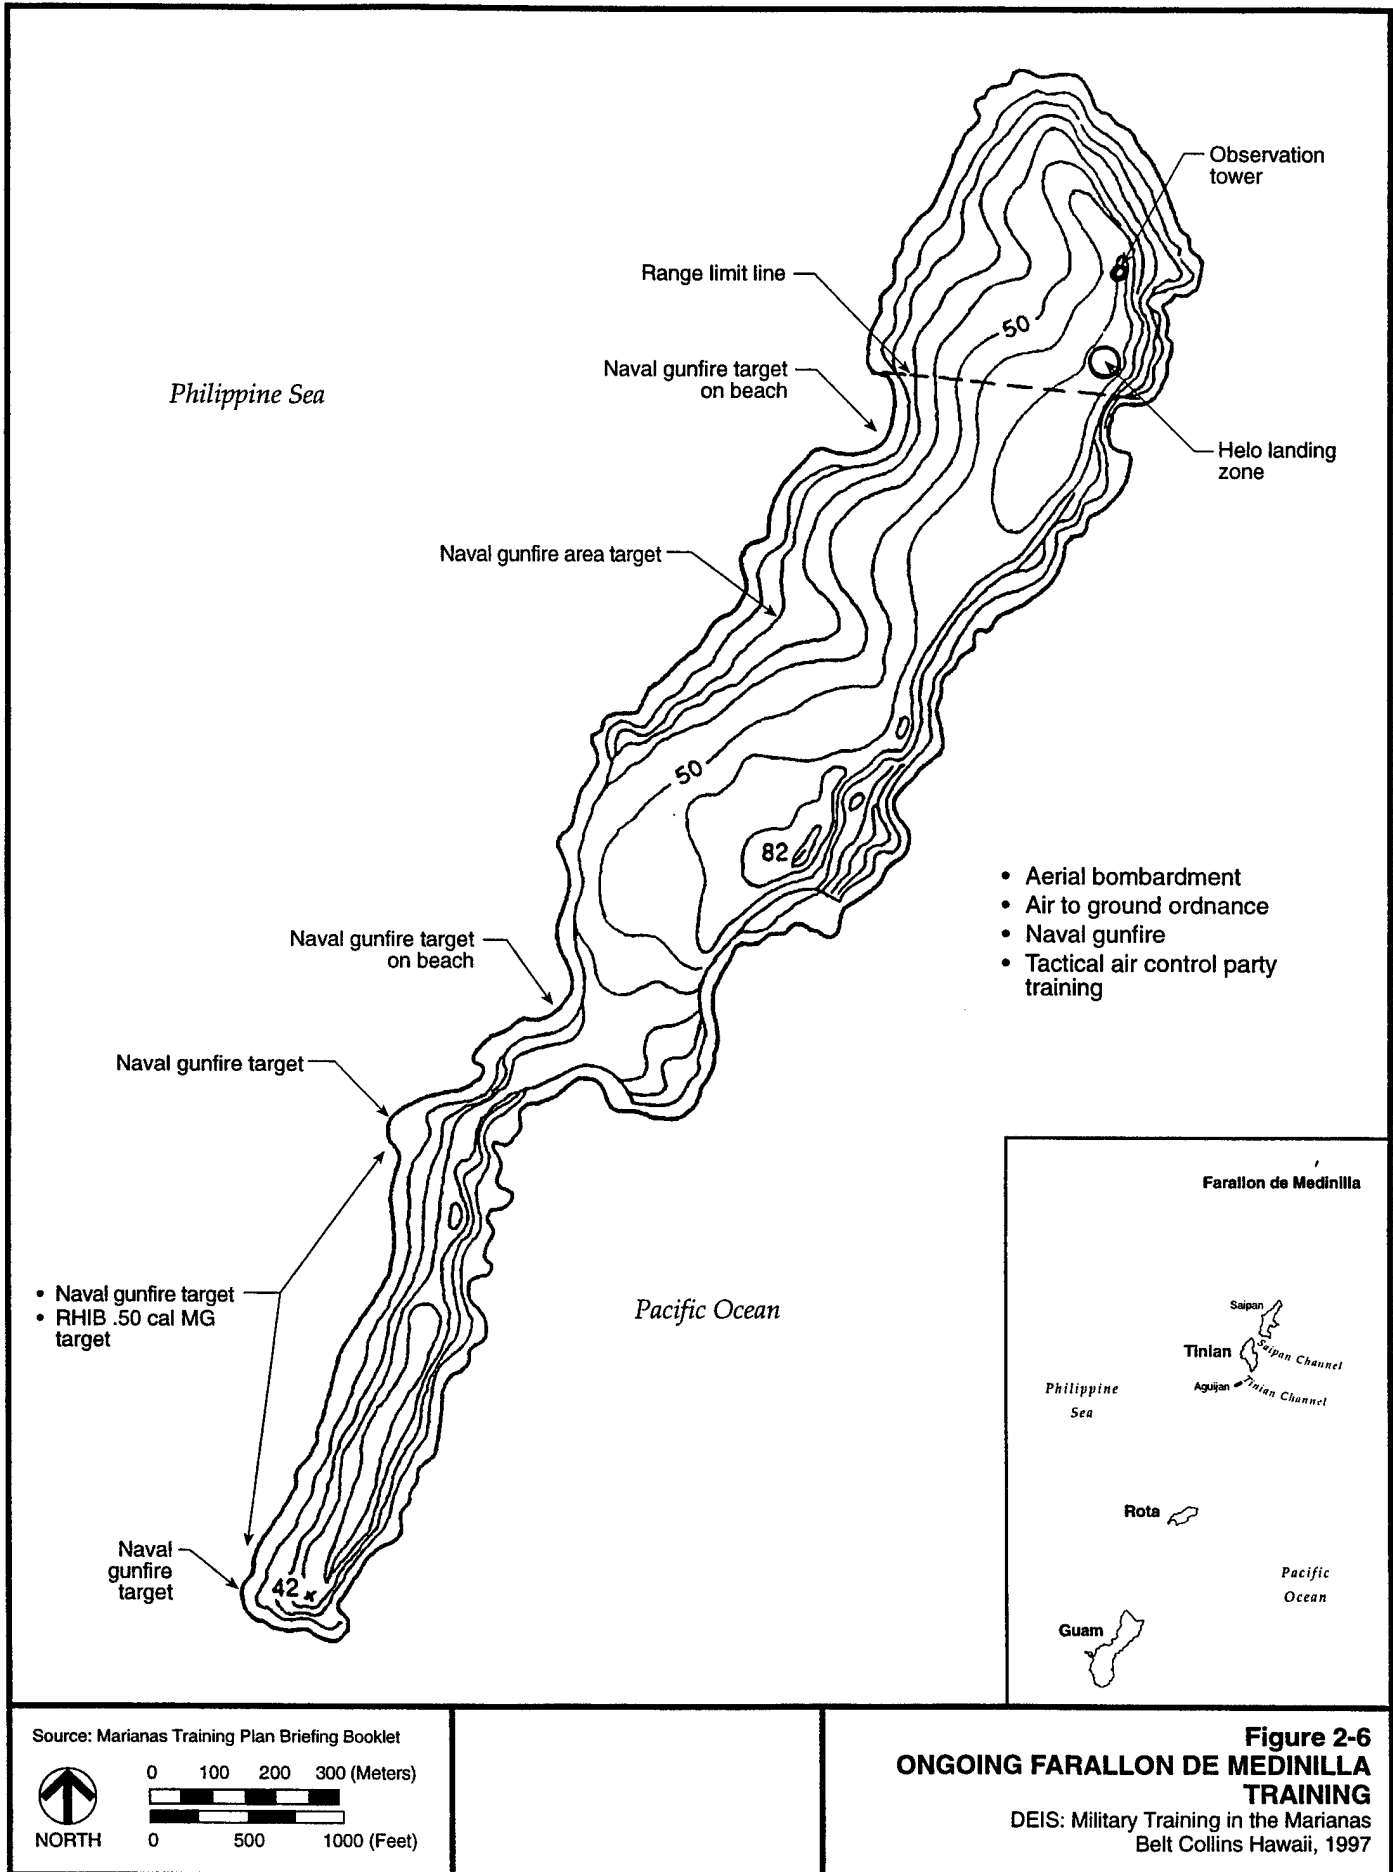 Observation
tower
Range limit line
50
Naval gunfire target
on beach
Philippine Sea
Helo landing
zone
Naval gunfire area target
50
82
• Aerial bombardment
• Air to ground ordnance
• Naval gunfire
• Tactical air control party
training
Naval gunfire target
on beach
Naval gunfire target
• Naval gunfire target
• RHIB .50 cal MG
target
Pacific Ocean
Naval
gunfire
target
42 x
Farallon de Medinilla
Saipan
Tinian
Saipan Channel
Aguijan
Tinian Channel
Philippine
Sea
Rota
Pacific
Ocean
Guam
Source: Marianas Training Plan Briefing Booklet
NORTH
0 100 200 300 (Meters)
0 500 1000 (Feet)
Figure 2-6
ONGOING FARALLON DE MEDINILLA
TRAINING
DEIS: Military Training in the Marianas
Belt Collins Hawaii, 1997